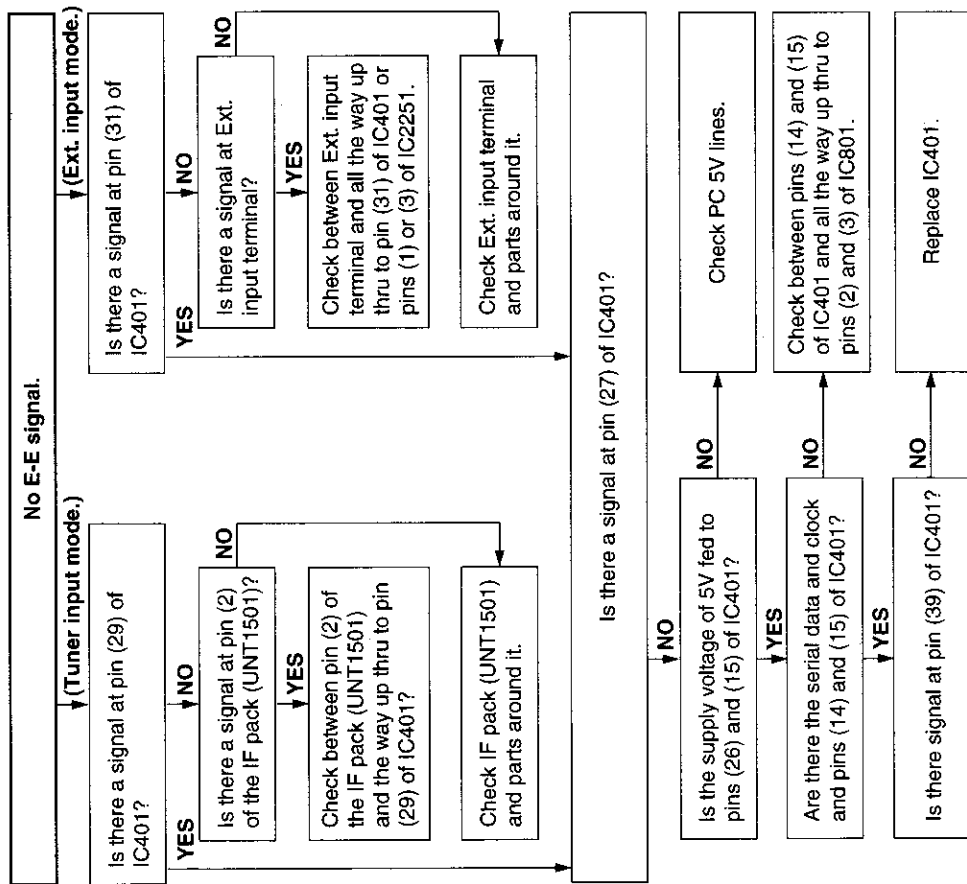 No E-E signal.
(Tuner input mode.)
Is there a signal at pin (29) of
IC401?
YES
NO
Is there a signal at pin (2)
of the IF pack (UNT1501)?
NO
YES
Check between pin (2) of
the IF pack (UNT1501)
and the way up thru to pin
(29) of IC401?
Check IF pack (UNT1501)
and parts around it.
(Ext. input mode.)
Is there a signal at pin (31) of
IC401?
YES
NO
Is there a signal at Ext.
input terminal?
NO
YES
Check between Ext. input
terminal and all the way up
thru to pin (31) of IC401 or
pins (1) or (3) of IC2251.
Check Ext. input terminal
and parts around it.
Is there a signal at pin (27) of IC401?
NO
Is the supply voltage of 5V fed to
pins (26) and (15) of IC401?
NO
Check PC 5V lines.
YES
Are there the serial data and clock
and pins (14) and (15) of IC401?
NO
Check between pins (14) and (15)
of IC401 and all the way up thru to
pins (2) and (3) of IC801.
YES
Is there signal at pin (39) of IC401?
NO
Replace IC401.